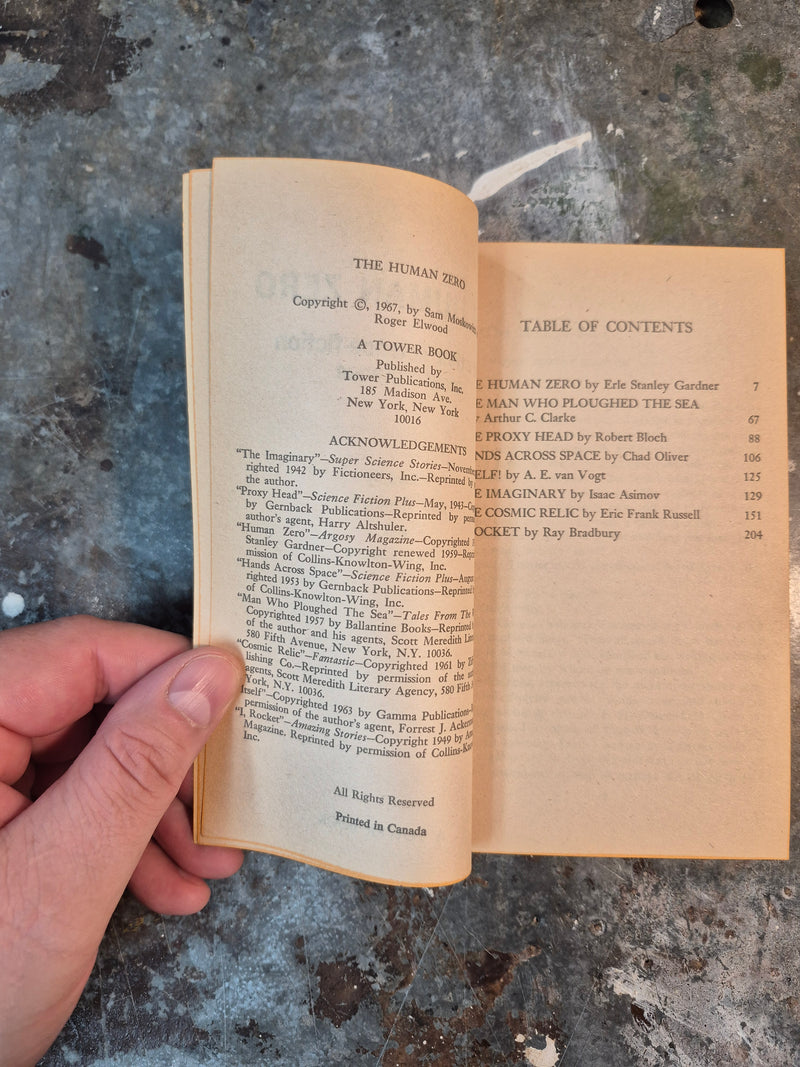 THE HUMAN ZERO
Copyright ©, 1967, by Sam Moskowitz,
Roger Elwood
A TOWER BOOK
Published by
Tower Publications, Inc.
185 Madison Ave.
New York, New York
10016
ACKNOWLEDGEMENTS
"The Imaginary"—Super Science Stories—November
righted 1942 by Fictioneers, Inc.—Reprinted by
the author.
"Proxy Head"—Science Fiction Plus—May, 1943—
by Gernback Publications—Reprinted by
author's agent, Harry Altshuler.
"Human Zero"—Argosy Magazine—Copyrighted
Stanley Gardner—Copyright renewed 1959—
mission of Collins-Knowlton-Wing, Inc.
"Hands Across Space"—Science Fiction Plus—August
righted 1953 by Gernback Publications—Reprinted
of Collins-Knowlton-Wing, Inc.
"Man Who Ploughed The Sea"—Tales From The
Copyrighted 1957 by Ballantine Books—Reprinted
of the author and his agents, Scott Meredith
580 Fifth Avenue, New York, N.Y. 10036.
"Cosmic Relic"—Fantastic—Copyrighted 1961 by
lishing Co.—Reprinted by permission of the
agents, Scott Meredith Literary Agency, 580 Fifth
York, N.Y. 10036.
Itself"—Copyrighted 1963 by Gamma Publications—
permission of the author's agent, Forrest J.
"I, Rocket"—Amazing Stories—Copyright 1949 by
Magazine. Reprinted by permission of
Inc.
All Rights Reserved
Printed in Canada
TABLE OF CONTENTS
E HUMAN ZERO by Erle Stanley Gardner 7
E MAN WHO PLOUGHED THE SEA
Arthur C. Clarke 67
E PROXY HEAD by Robert Bloch 88
NDS ACROSS SPACE by Chad Oliver 106
ELF! by A. E. van Vogt 125
E IMAGINARY by Isaac Asimov 129
E COSMIC RELIC by Eric Frank Russell 151
OCKET by Ray Bradbury 204